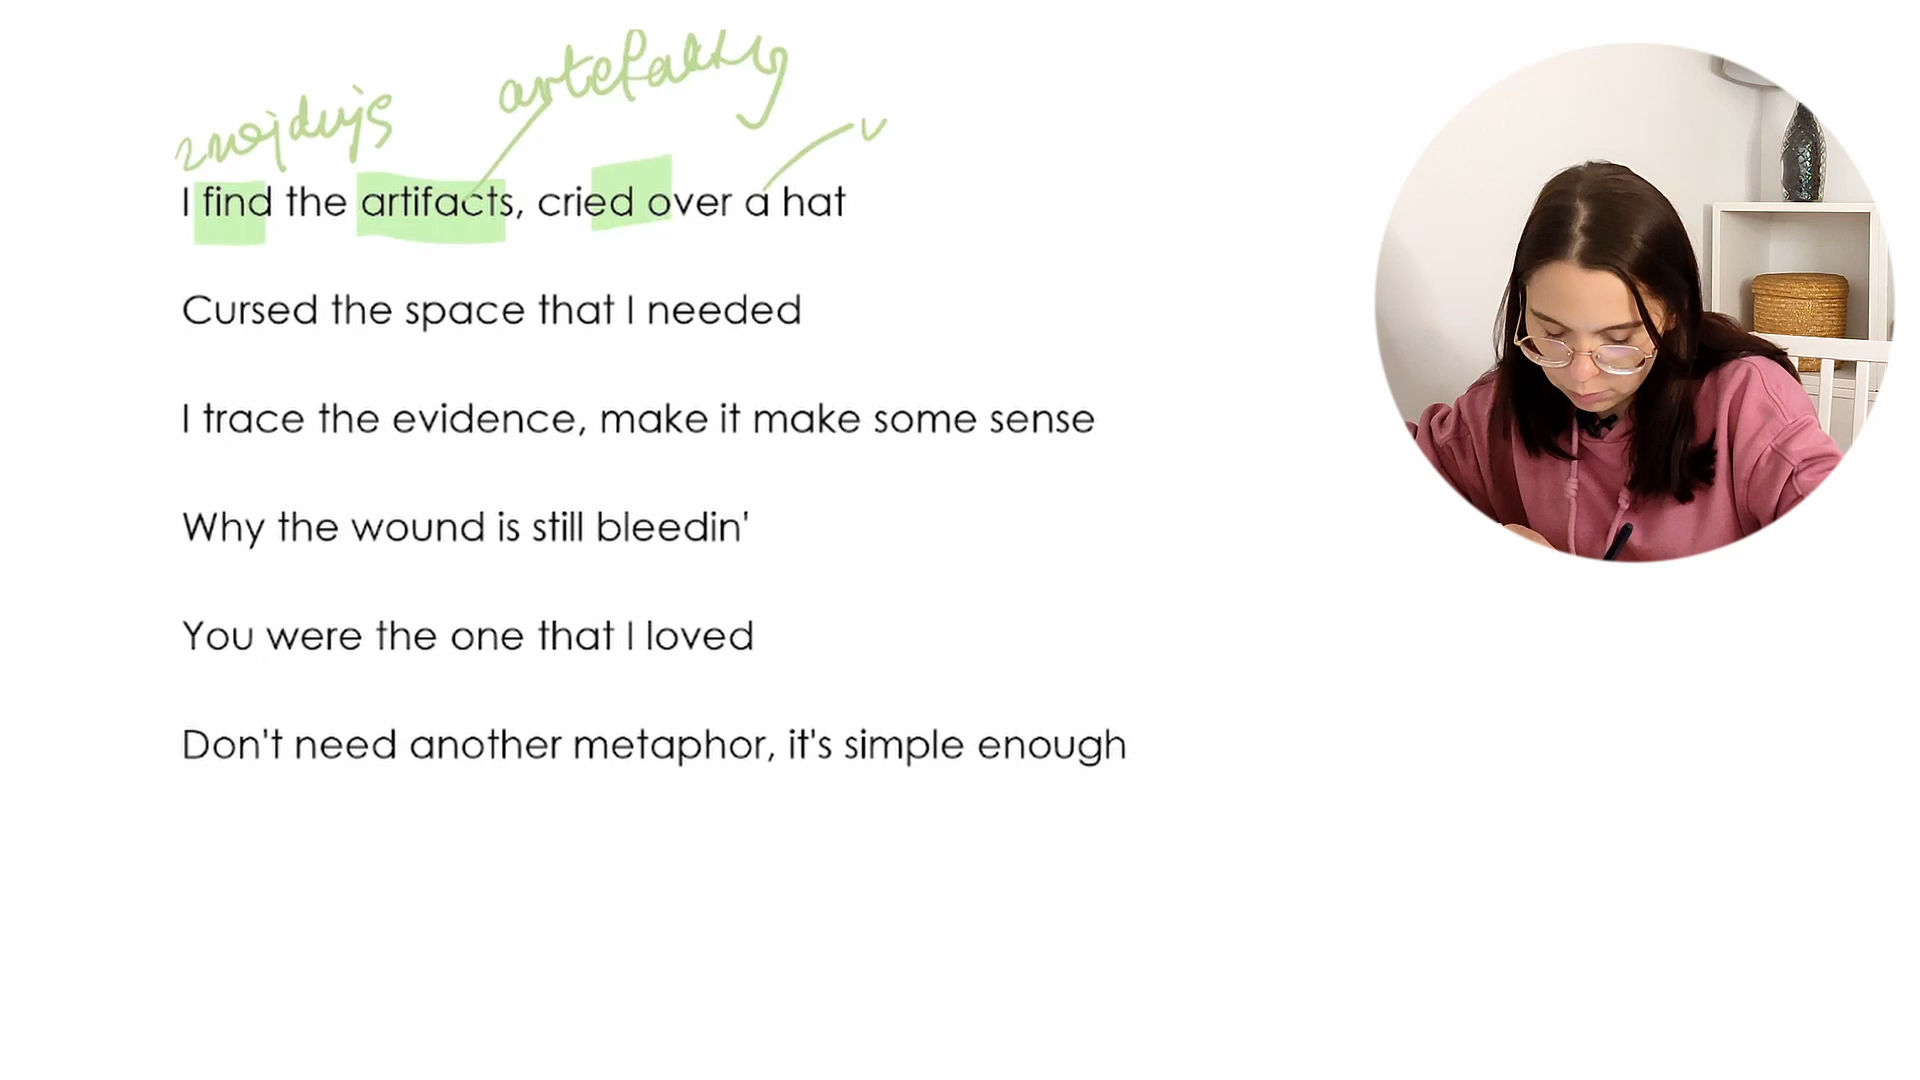 znajduję
artefakty
I find the artifacts, cried over a hat
Cursed the space that I needed
I trace the evidence, make it make some sense
Why the wound is still bleedin'
You were the one that I loved
Don't need another metaphor, it's simple enough